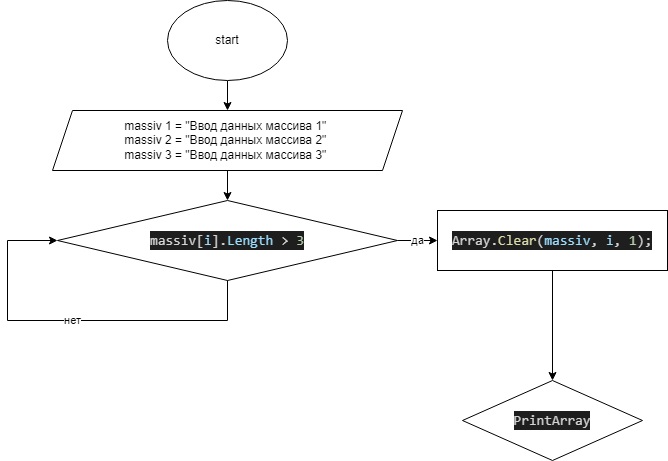 start
massiv 1 = "Ввод данных массива 1"
massiv 2 = "Ввод данных массива 2"
massiv 3 = "Ввод данных массива 3"
massiv[i].Length > 3
да
Array.Clear(massiv, i, 1);
нет
PrintArray